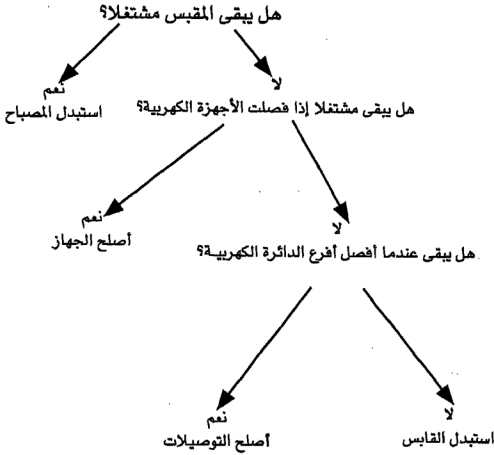 هل يبقى المقبس مشتغلا؟
نعم
استبدل المصباح
لا
هل يبقى مشتغلا إذا فصلت الأجهزة الكهربية؟
نعم
أصلح الجهاز
لا
هل يبقى عندما أفصل أفرع الدائرة الكهربية؟
نعم
أصلح التوصيلات
لا
استبدل القابس